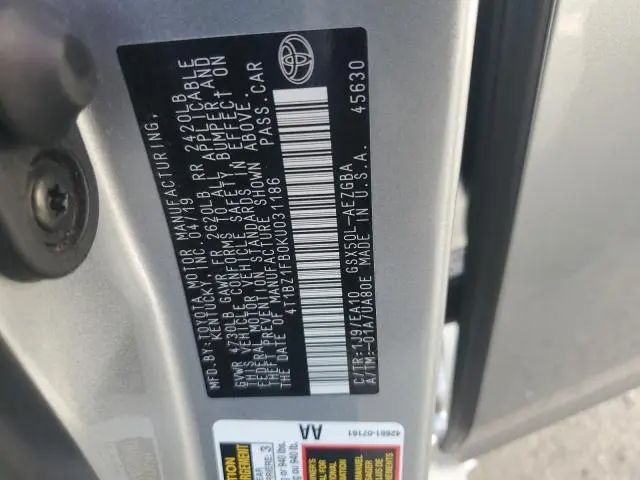 MFD.BY:TOYOTA MOTOR MANUFACTURING,
KENTUCKY, INC. 04/19
GVWR 4730LB GAWR FR 2620LB RR 2420LB
THIS VEHICLE CONFORMS TO ALL APPLICABLE
FEDERAL MOTOR VEHICLE SAFETY, BUMPER, AND
THEFT PREVENTION STANDARDS IN EFFECT ON
THE DATE OF MANUFACTURE SHOWN ABOVE.
4T1BZ1FB0KU031186 PASS.CAR
C/TR:1J9/EA10 GSX50L-AEZGBA
A/TM:-01A/UA80E MADE IN U.S.A. 45630
42661-07161
AA